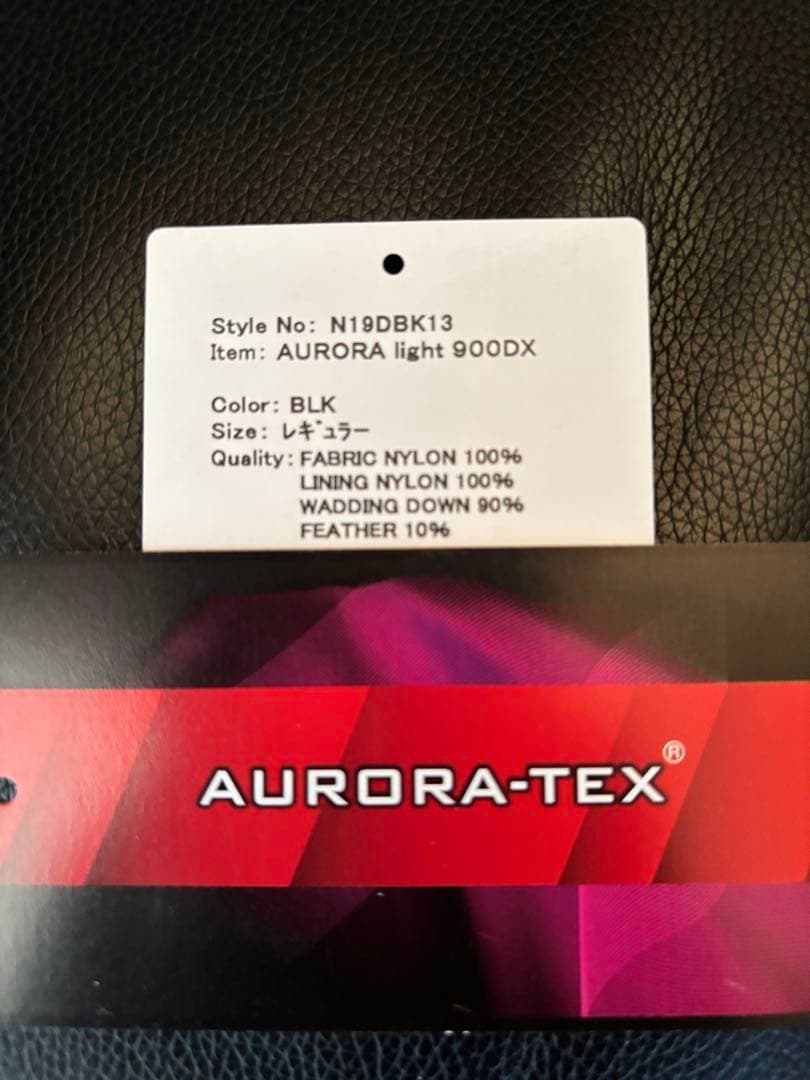 Style No: N19DBK13
Item: AURORA light 900DX
Color: BLK
Size: ﾚｷﾞｭﾗｰ
Quality: FABRIC NYLON 100%
LINING NYLON 100%
WADDING DOWN 90%
FEATHER 10%
AURORA-TEX®